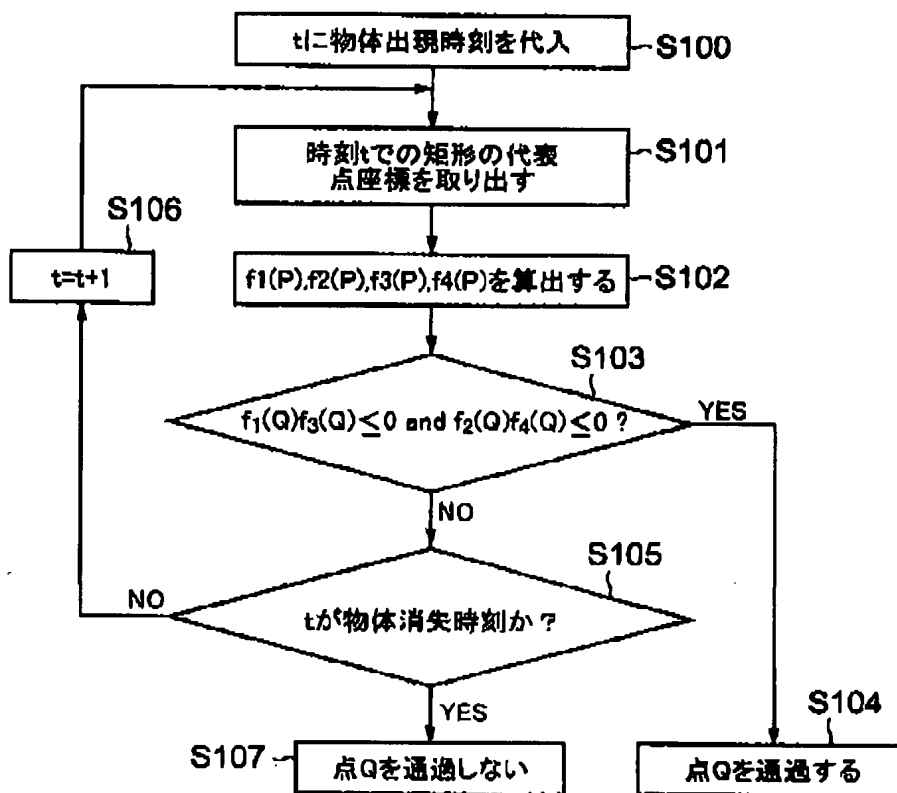 tに物体出現時刻を代入
S100
時刻tでの矩形の代表
点座標を取り出す
S101
S106
t=t+1
f1(P),f2(P),f3(P),f4(P)を算出する
S102
S103
f₁(Q)f₃(Q)≤0 and f₂(Q)f₄(Q)≤0 ?
YES
NO
S105
tが物体消失時刻か?
NO
YES
S107
点Qを通過しない
S104
点Qを通過する